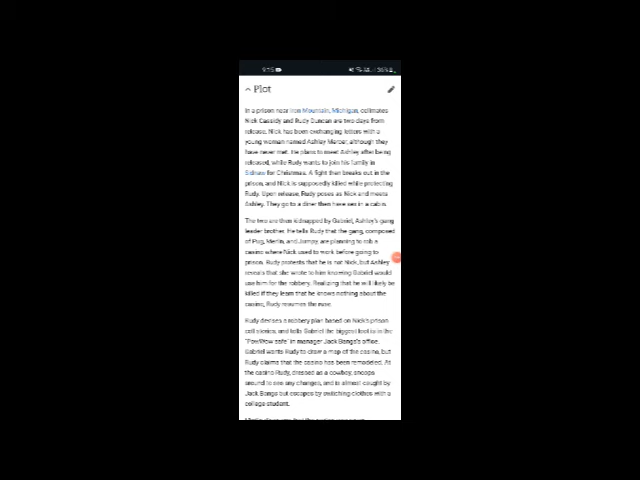 9:15
Plot
In a prison near Iron Mountain, Michigan, cellmates
Nick Cassidy and Rudy Duncan are two days from
release. Nick has been exchanging letters with a
young woman named Ashley Mercer, although they
have never met. He plans to meet Ashley after being
released, while Rudy wants to join his family in
Sidnaw for Christmas. A fight then breaks out in the
prison, and Nick is supposedly killed while protecting
Rudy. Upon release, Rudy poses as Nick and meets
Ashley. They go to a diner then have sex in a cabin.
The two are then kidnapped by Gabriel, Ashley's gang
leader brother. He tells Rudy that the gang, composed
of Pug, Merlin, and Jumpy, are planning to rob a
casino where Nick used to work before going to
prison. Rudy protests that he is not Nick, but Ashley
reveals that she wrote to him knowing Gabriel would
use him for the robbery. Realizing that he will likely be
killed if they learn that he knows nothing about the
casino, Rudy resumes the ruse.
Rudy devises a robbery plan based on Nick's prison
cell stories, and tells Gabriel the biggest loot is in the
"PowWow safe" in manager Jack Bangs's office.
Gabriel wants Rudy to draw a map of the casino, but
Rudy claims that the casino has been remodeled. At
the casino Rudy, dressed as a cowboy, snoops
around to see any changes, and is almost caught by
Jack Bangs but escapes by switching clothes with a
college student.